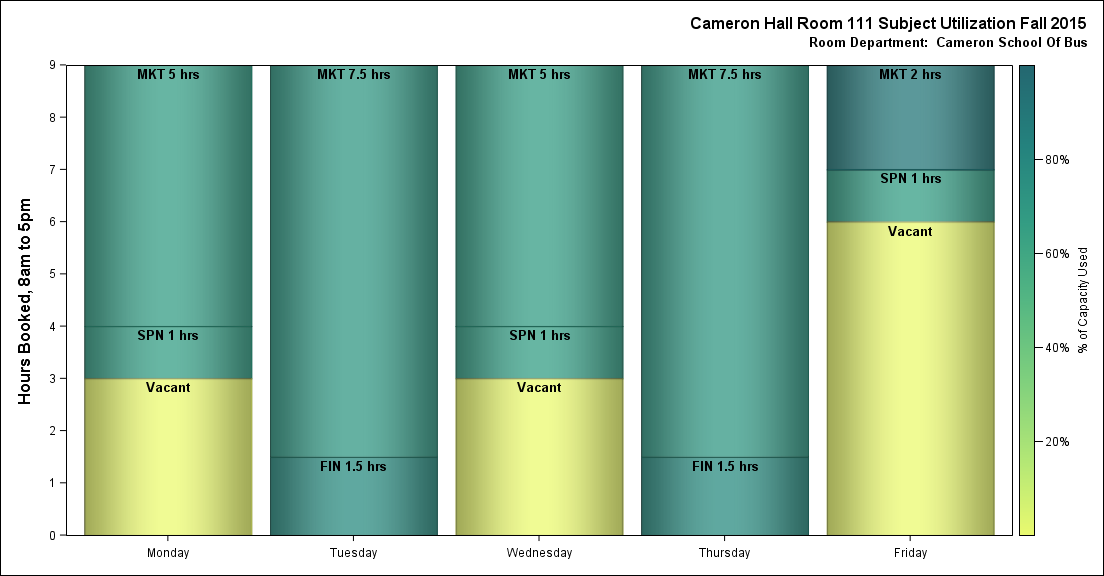 Cameron Hall Room 111 Subject Utilization Fall 2015
Room Department:  Cameron School Of Bus
Hours Booked, 8am to 5pm
9
8
7
6
5
4
3
2
1
0
MKT 5 hrs
SPN 1 hrs
Vacant
MKT 7.5 hrs
FIN 1.5 hrs
MKT 5 hrs
SPN 1 hrs
Vacant
MKT 7.5 hrs
FIN 1.5 hrs
MKT 2 hrs
SPN 1 hrs
Vacant
Monday
Tuesday
Wednesday
Thursday
Friday
80%
60%
40%
20%
% of Capacity Used